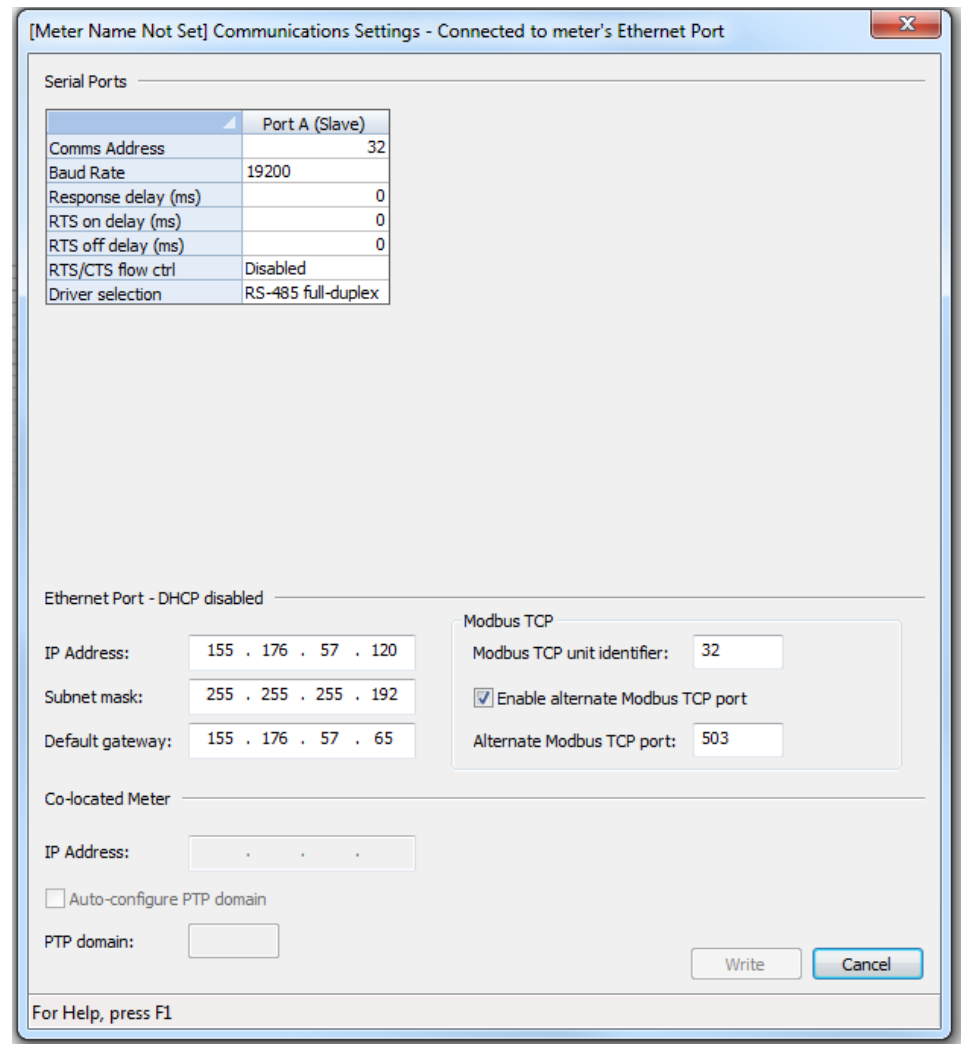 [Meter Name Not Set] Communications Settings - Connected to meter's Ethernet Port
Serial Ports
Port A (Slave)
Comms Address 32
Baud Rate 19200
Response delay (ms) 0
RTS on delay (ms) 0
RTS off delay (ms) 0
RTS/CTS flow ctrl Disabled
Driver selection RS-485 full-duplex
Ethernet Port - DHCP disabled
IP Address: 155 . 176 . 57 . 120
Subnet mask: 255 . 255 . 255 . 192
Default gateway: 155 . 176 . 57 . 65
Modbus TCP
Modbus TCP unit identifier: 32
Enable alternate Modbus TCP port
Alternate Modbus TCP port: 503
Co-located Meter
IP Address: . . .
Auto-configure PTP domain
PTP domain:
Write Cancel
For Help, press F1